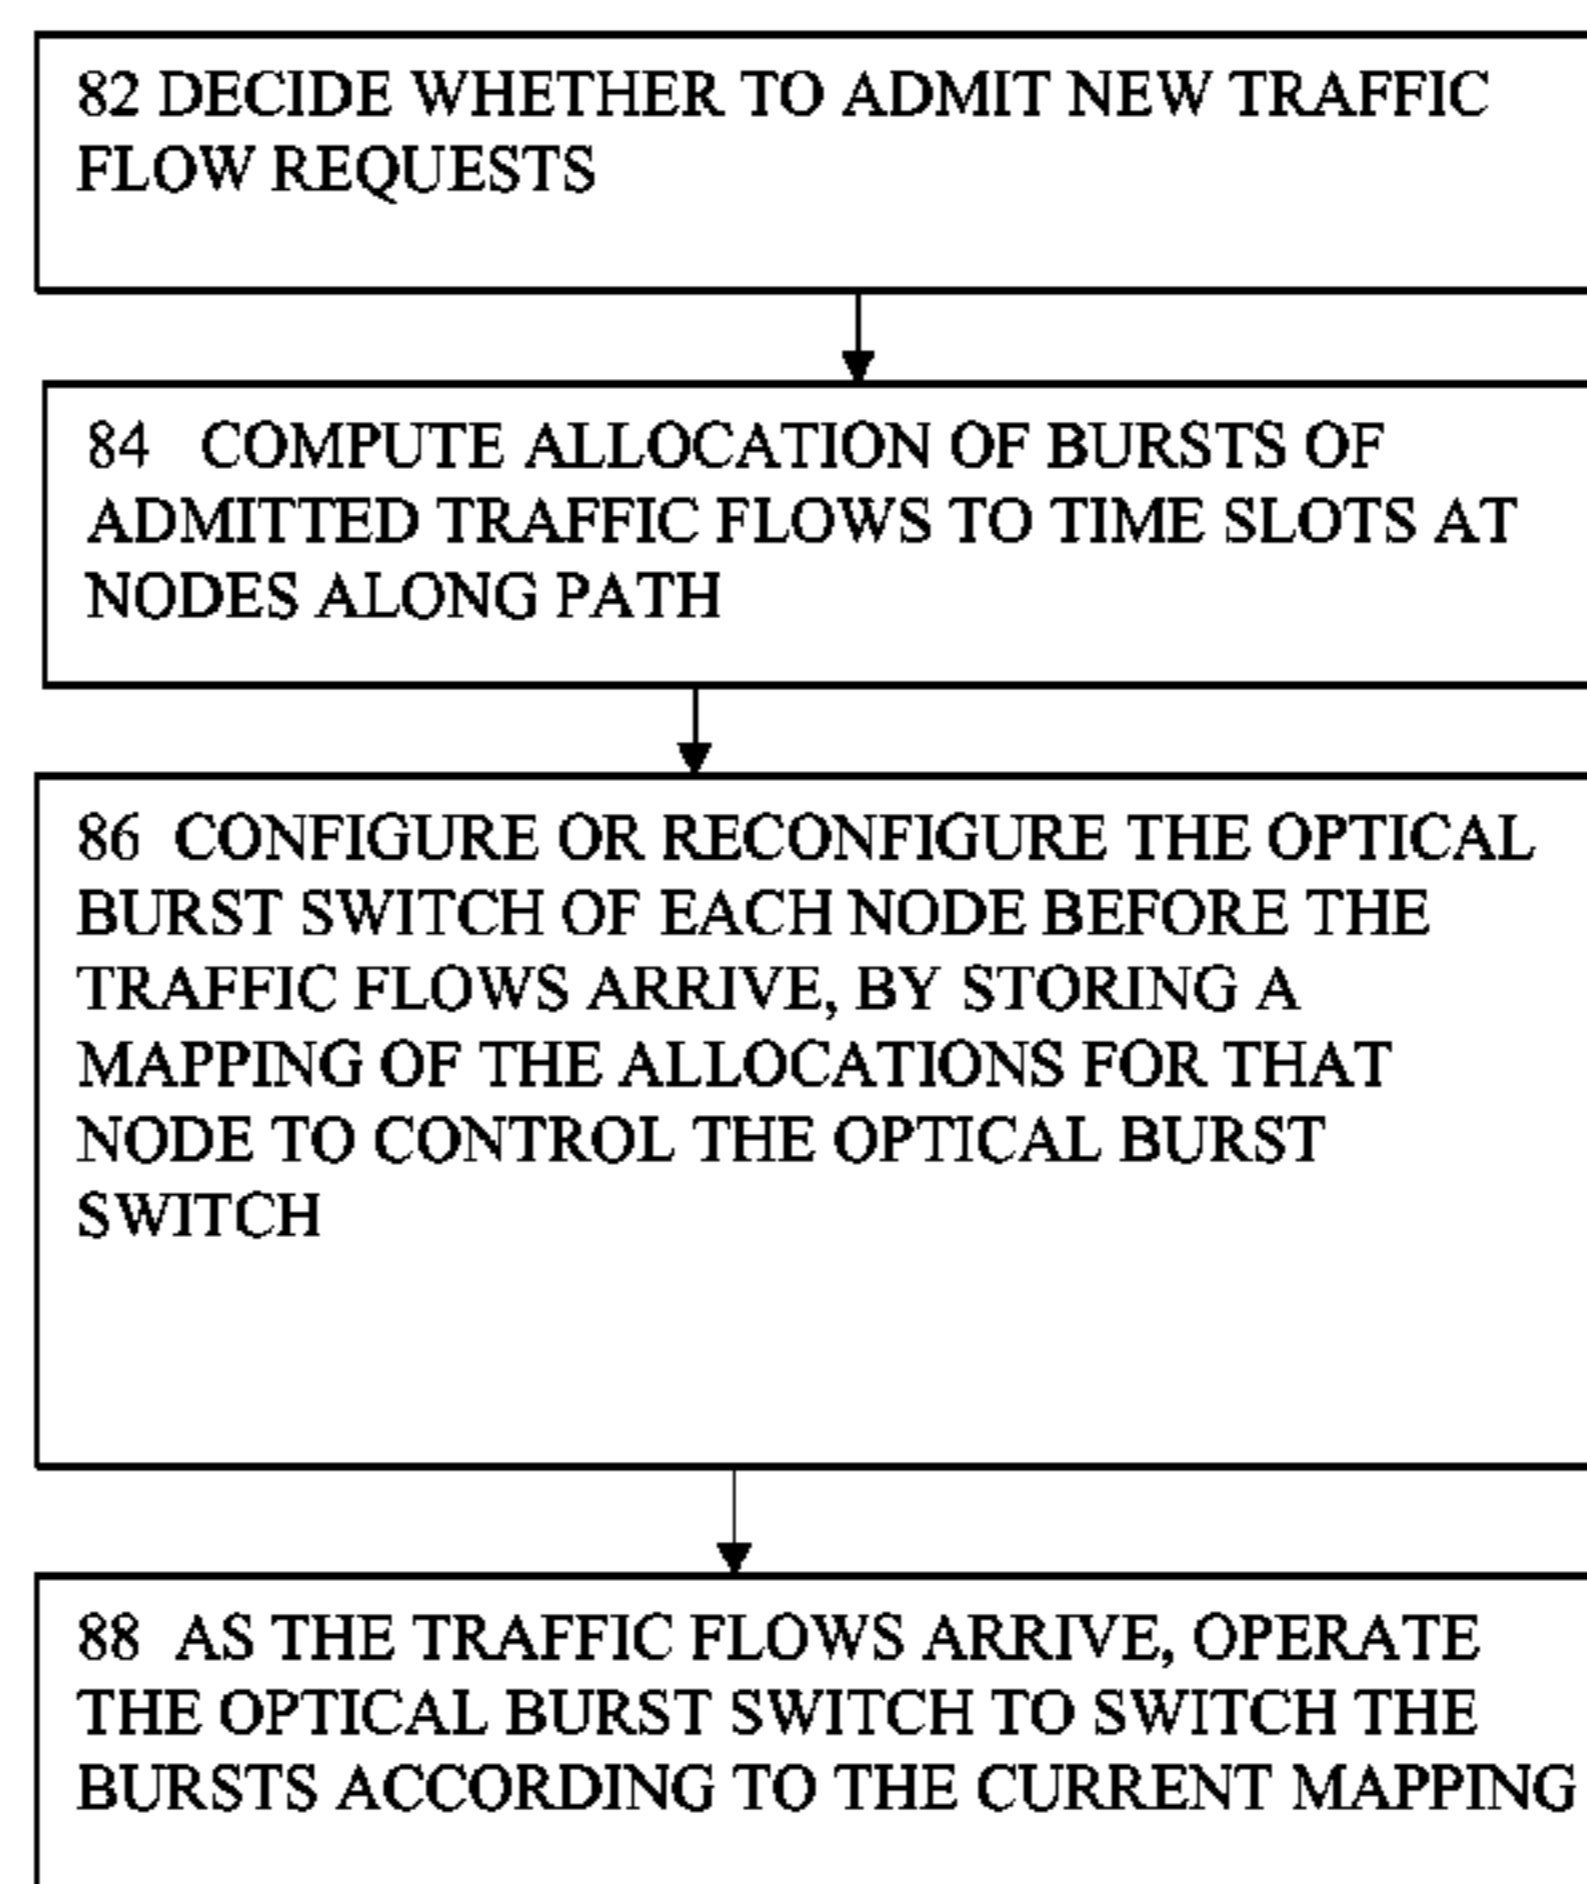 82 DECIDE WHETHER TO ADMIT NEW TRAFFIC
FLOW REQUESTS
84 COMPUTE ALLOCATION OF BURSTS OF
ADMITTED TRAFFIC FLOWS TO TIME SLOTS AT
NODES ALONG PATH
86 CONFIGURE OR RECONFIGURE THE OPTICAL
BURST SWITCH OF EACH NODE BEFORE THE
TRAFFIC FLOWS ARRIVE, BY STORING A
MAPPING OF THE ALLOCATIONS FOR THAT
NODE TO CONTROL THE OPTICAL BURST
SWITCH
88 AS THE TRAFFIC FLOWS ARRIVE, OPERATE
THE OPTICAL BURST SWITCH TO SWITCH THE
BURSTS ACCORDING TO THE CURRENT MAPPING